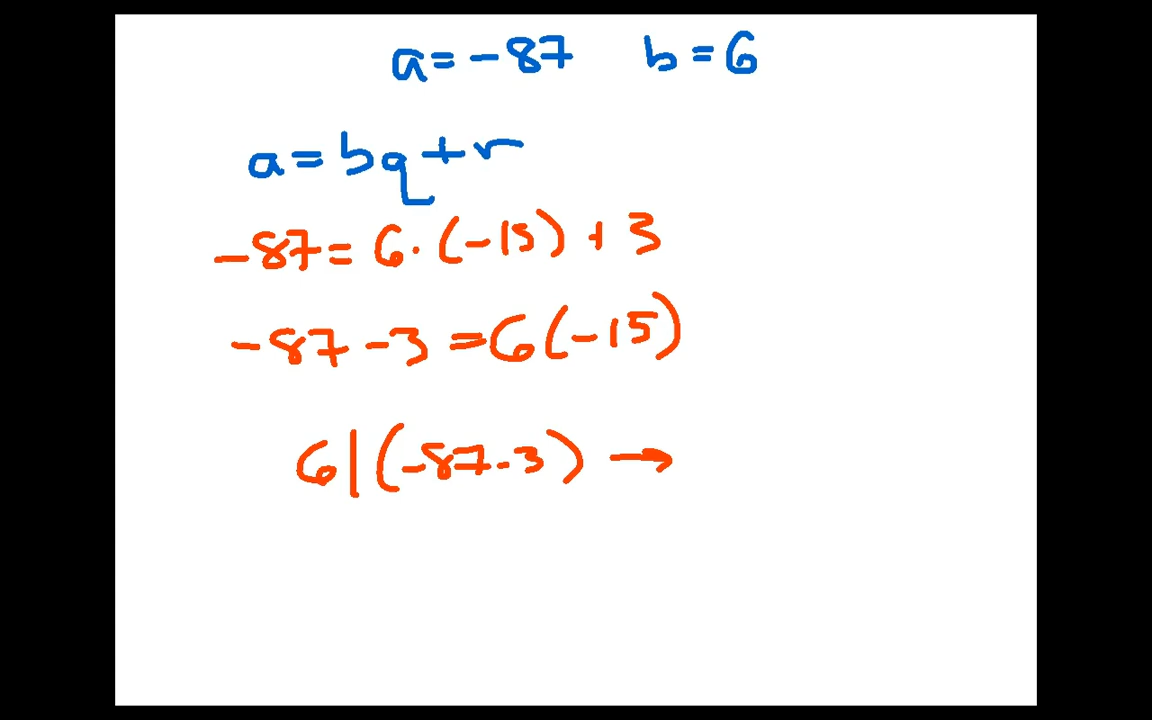 a = -87 b = 6
a = bq + r
-87 = 6 · (-15) + 3
-87 - 3 = 6(-15)
6 | (-87 - 3) →